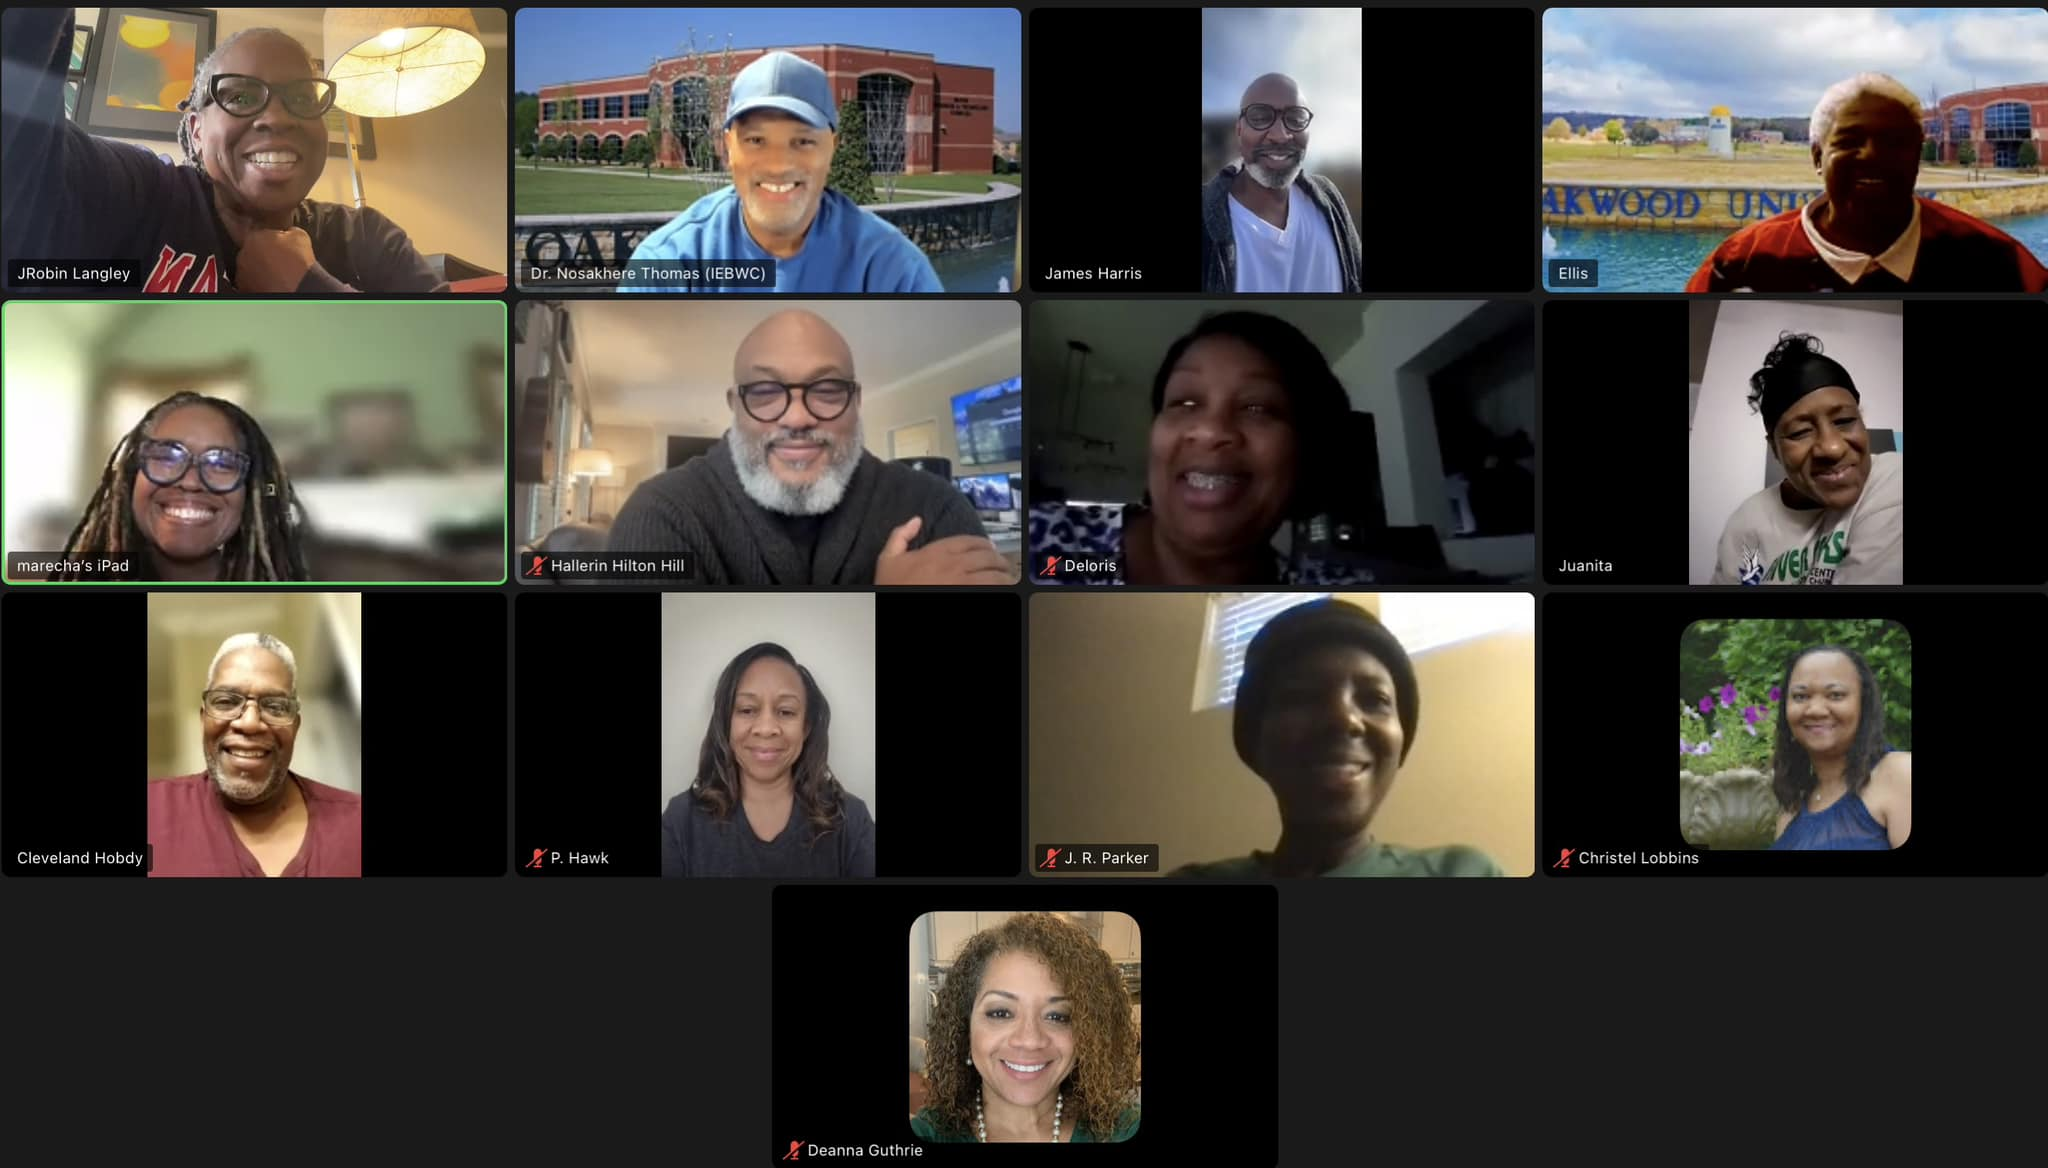 JRobin Langley
Dr. Nosakhere Thomas (IEBWC)
James Harris
AKWOOD UNI
Ellis
marecha's iPad
Hallerin Hilton Hill
Deloris
Juanita
Cleveland Hobdy
P. Hawk
J. R. Parker
Christel Lobbins
Deanna Guthrie